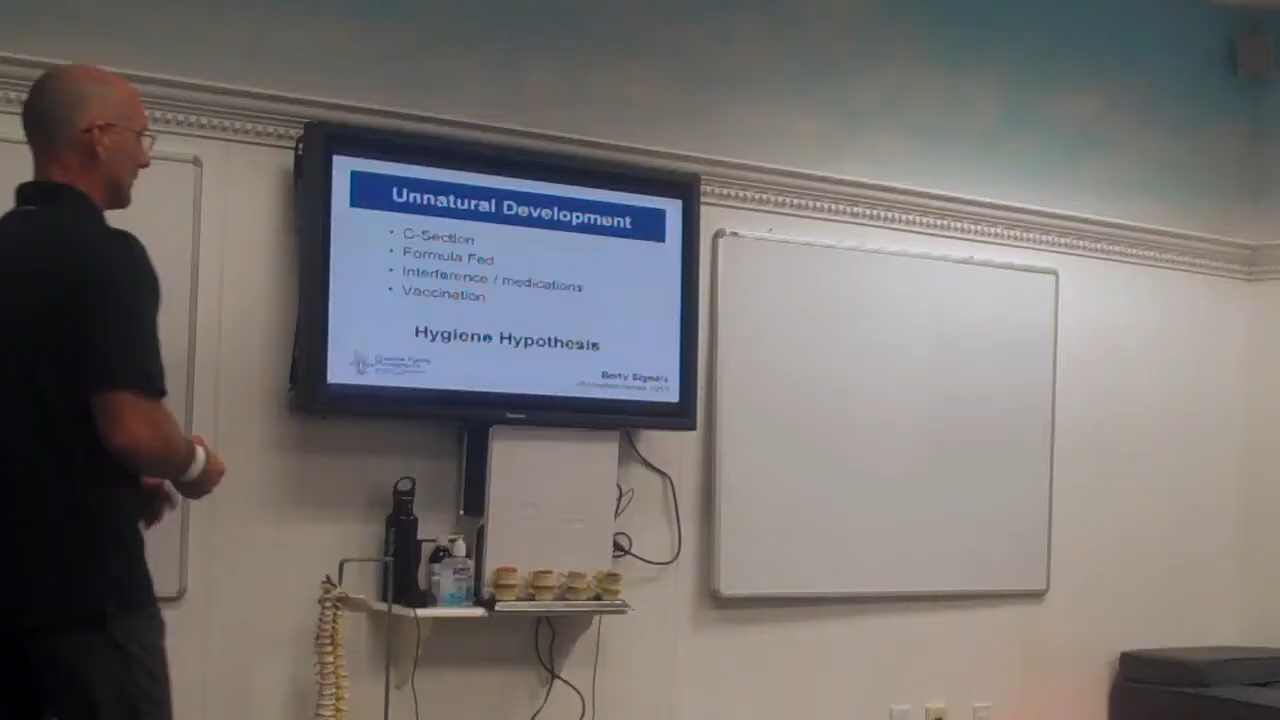 Unnatural Development
• C-Section
• Formula Fed
• Interference / medications
• Vaccination
Hygiene Hypothesis
Body Signals